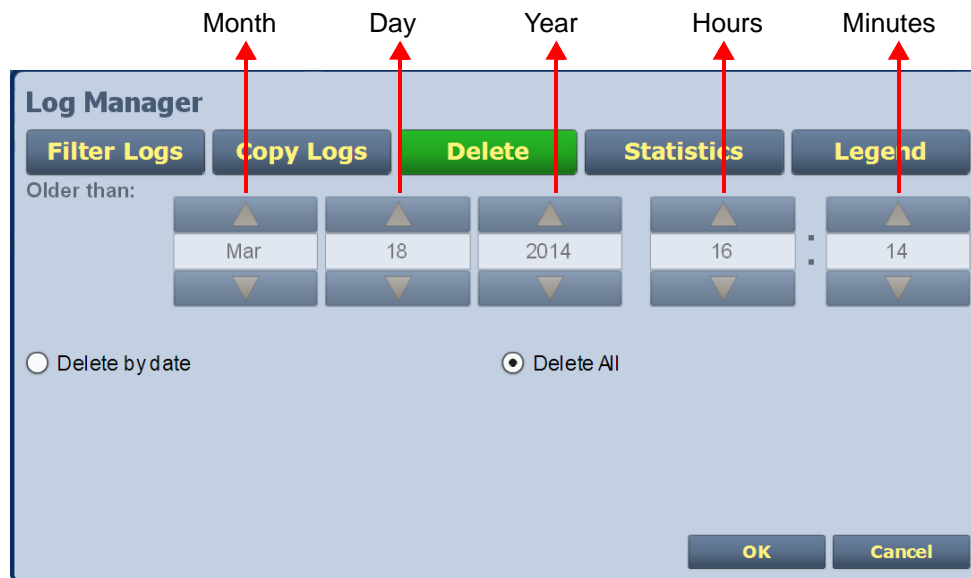 Month Day Year Hours Minutes
Log Manager
Filter Logs Copy Logs Delete Statistics Legend
Older than:
Mar 18 2014 16 : 14
Delete by date Delete All
OK Cancel